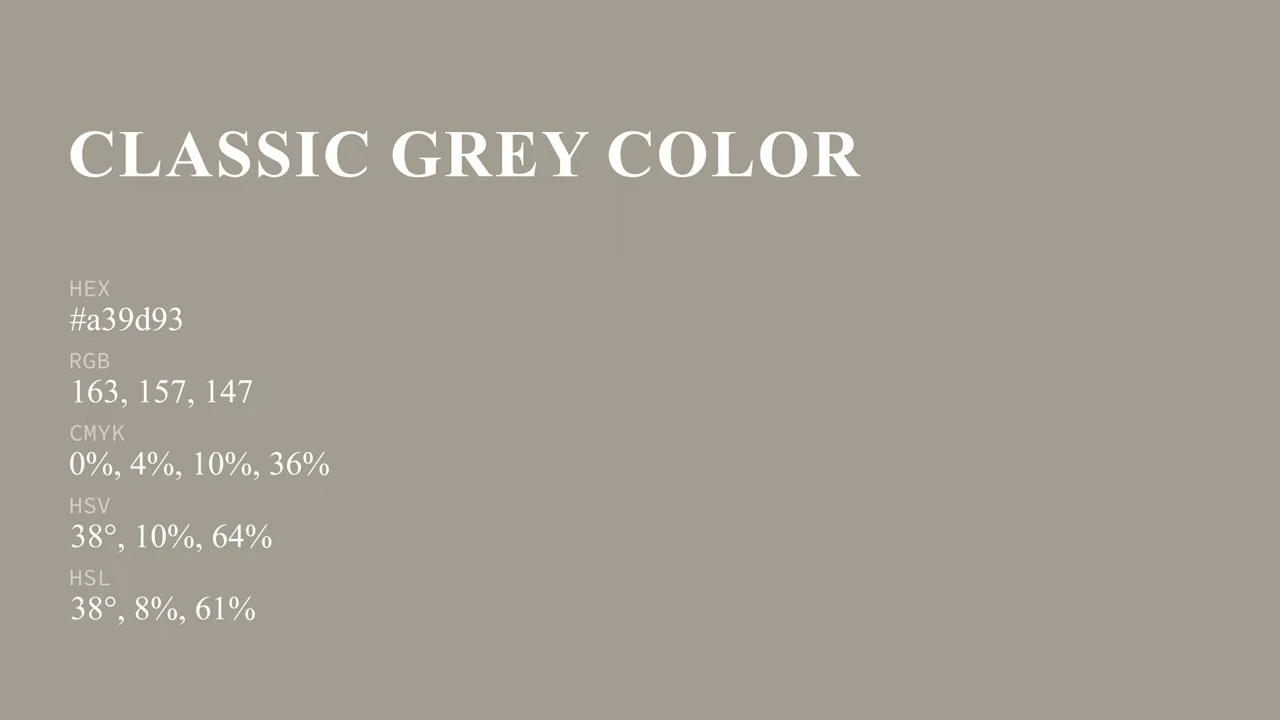 CLASSIC GREY COLOR
HEX
#a39d93
RGB
163, 157, 147
CMYK
0%, 4%, 10%, 36%
HSV
38°, 10%, 64%
HSL
38°, 8%, 61%